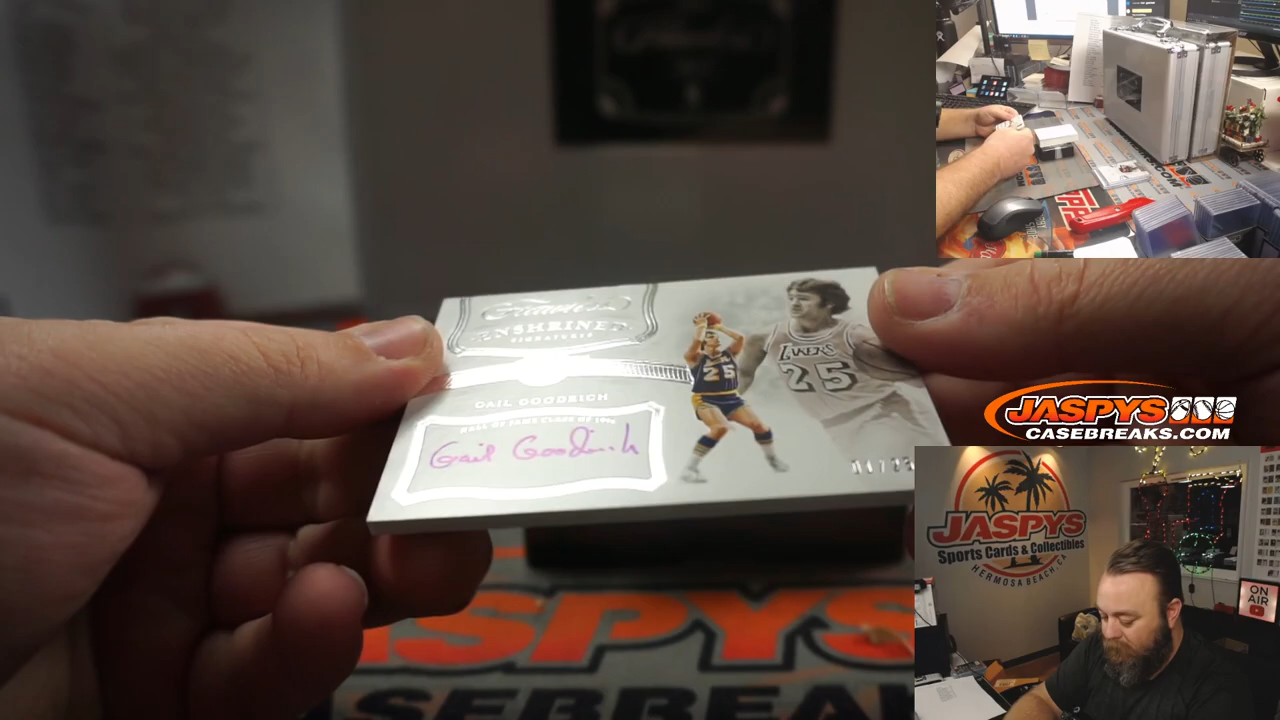 Flawless
ENSHRINED
SIGNATURES
GAIL GOODRICH
HALL OF FAME CLASS OF 1996
Gail Goodrich
25
LAKERS
25
JASPYS
CASEBREAKS.COM
JASPYS
Sports Cards & Collectibles
HERMOSA BEACH, CA
ON
AIR
JASPYS